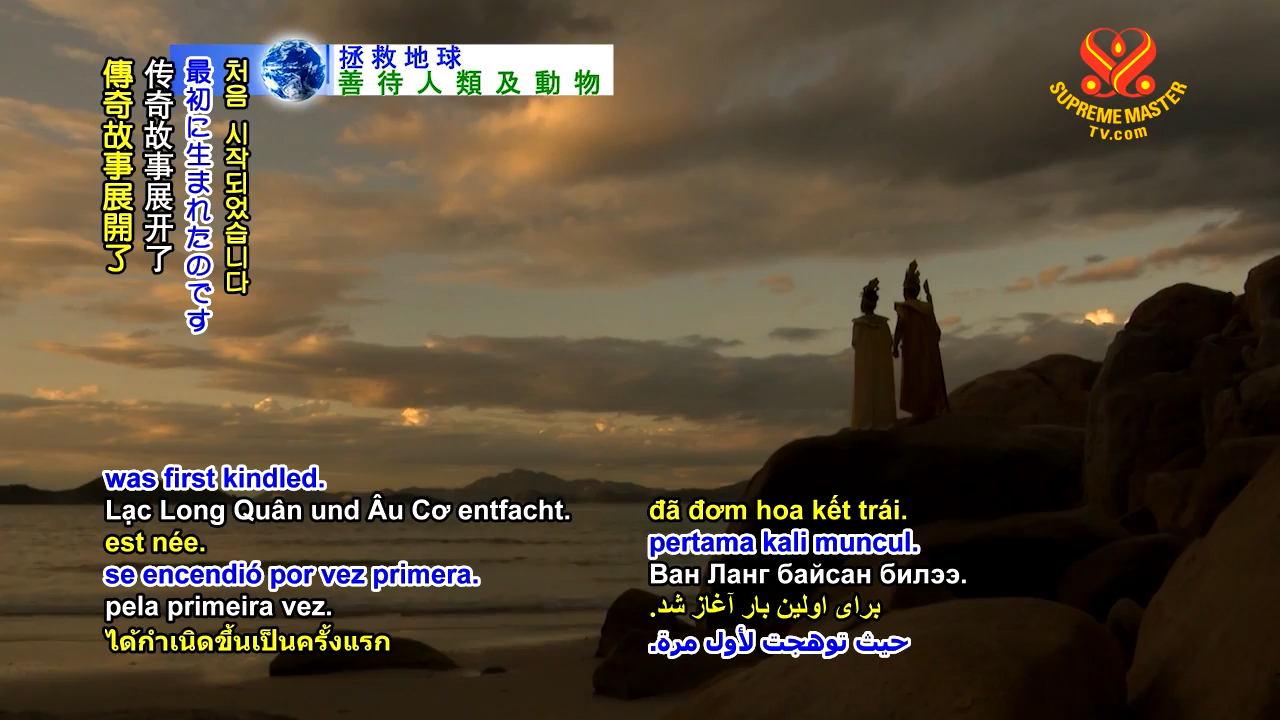 拯救地球
善待人類及動物
SUPREME MASTER
TV.com
傳奇故事展開了
传奇故事展开了
最初に生まれたのです
처음 시작되었습니다
was first kindled.
Lạc Long Quân und Âu Cơ entfacht.
est née.
se encendió por vez primera.
pela primeira vez.
ได้กำเนิดขึ้นเป็นครั้งแรก
đã đơm hoa kết trái.
pertama kali muncul.
Ван Ланг байсан билээ.
برای اولین بار آغاز شد.
حيث توهجت لأول مرة.